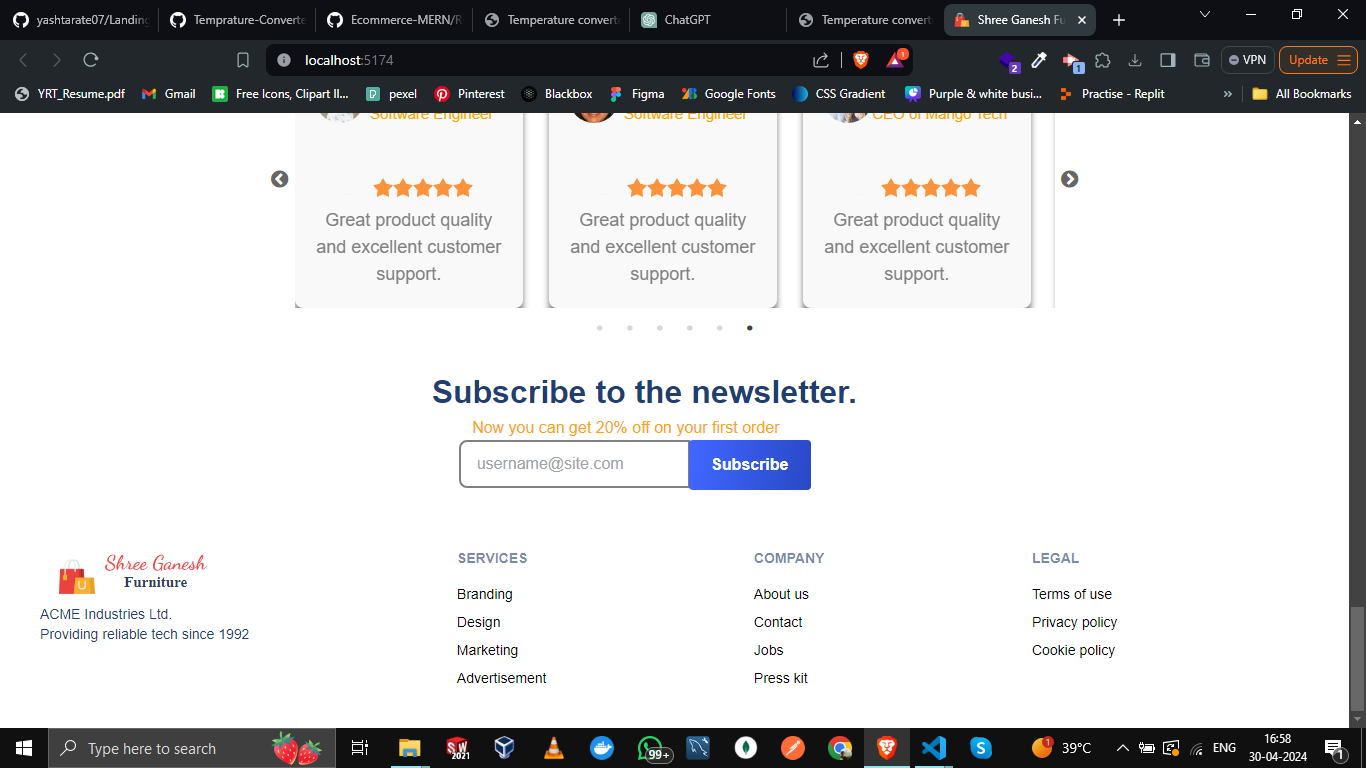 yashtarate07/Landing
Temprature-Converte
Ecommerce-MERN/R
Temperature converte
ChatGPT
Temperature convert
Shree Ganesh Fu
localhost:5174
1
2
1
VPN
Update
YRT_Resume.pdf
Gmail
Free Icons, Clipart Il...
pexel
Pinterest
Blackbox
Figma
Google Fonts
CSS Gradient
Purple & white busi...
Practise - Replit
»
All Bookmarks
Software Engineer
Software Engineer
CEO of Mango Tech
Great product quality
and excellent customer
support.
Great product quality
and excellent customer
support.
Great product quality
and excellent customer
support.
Subscribe to the newsletter.
Now you can get 20% off on your first order
username@site.com
Subscribe
Shree Ganesh
Furniture
ACME Industries Ltd.
Providing reliable tech since 1992
SERVICES
Branding
Design
Marketing
Advertisement
COMPANY
About us
Contact
Jobs
Press kit
LEGAL
Terms of use
Privacy policy
Cookie policy
Type here to search
SW
2021
99+
S
1
39°C
ENG
16:58
30-04-2024
1